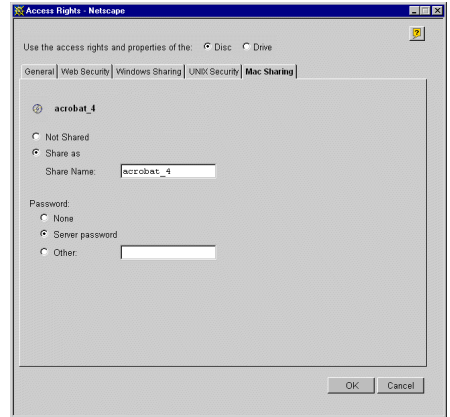 Access Rights - Netscape
Use the access rights and properties of the: Disc Drive
General Web Security Windows Sharing UNIX Security Mac Sharing
acrobat_4
Not Shared
Share as
Share Name: acrobat_4
Password:
None
Server password
Other:
OK Cancel